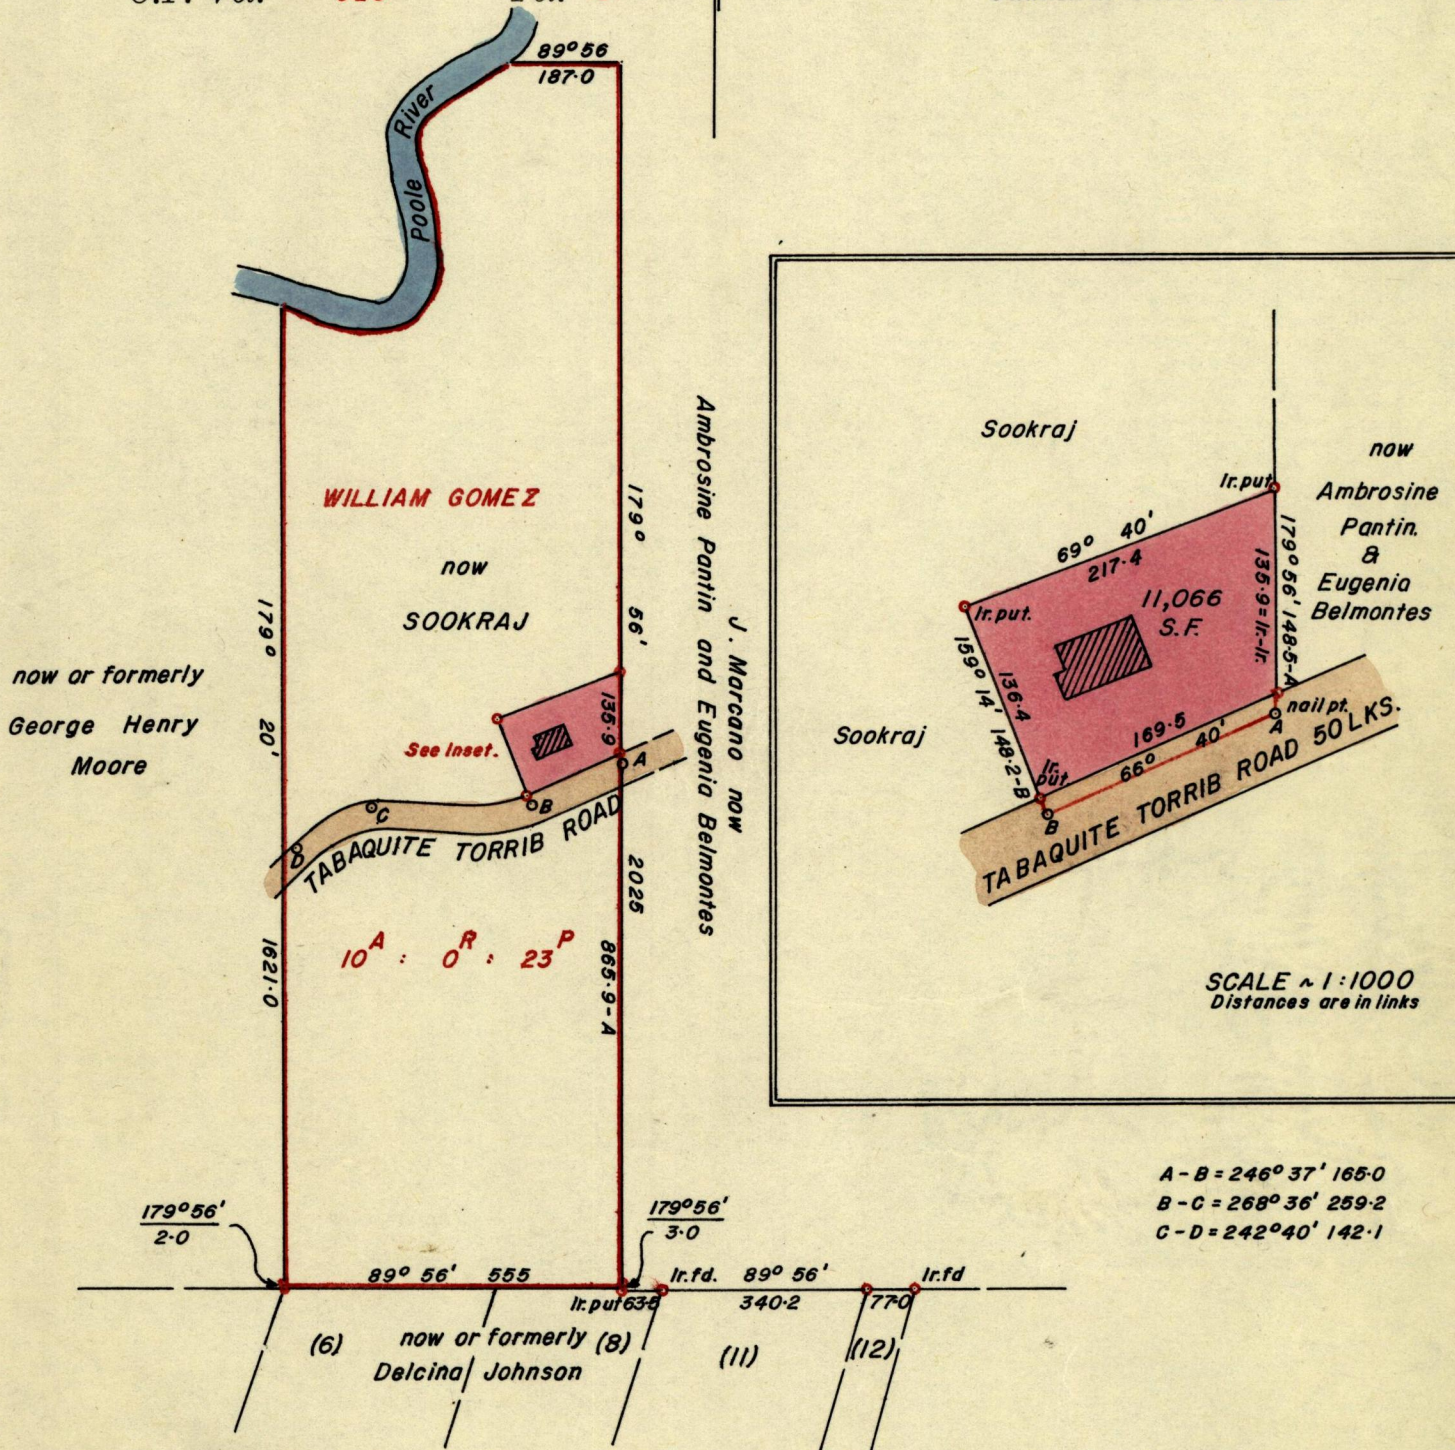 89°56
187·0
River
Poole
WILLIAM GOMEZ
now
SOOKRAJ
179° 56'
2025
865·9-A
179° 20'
1621·0
now or formerly
George Henry
Moore
See Inset.
135·9
A
B
C
D
TABAQUITE TORRIB ROAD
10A : 0R : 23P
J. Marcano now
Ambrosine Pantin and Eugenia Belmontes
179°56'
2·0
179°56'
3·0
89° 56' 555
Ir.put 63·5
Ir.fd. 89° 56'
340·2
Ir.fd
77·0
(6) now or formerly (8)
Delcina Johnson
(11)
(12)
Sookraj
now
Ambrosine
Pantin.
&
Eugenia
Belmontes
Ir.put
69° 40'
217·4
Ir.put.
11,066
S.F.
179°56' 148·5-A
135·9=Ir.-Ir.
159° 14' 148·2-B
136·4
Sookraj
169·5
66° 40'
Ir.
put
nail pt.
A
B
TABAQUITE TORRIB ROAD 50 LKS.
SCALE ~ 1:1000
Distances are in links
A-B = 246° 37' 165·0
B-C = 268° 36' 259·2
C-D = 242°40' 142·1